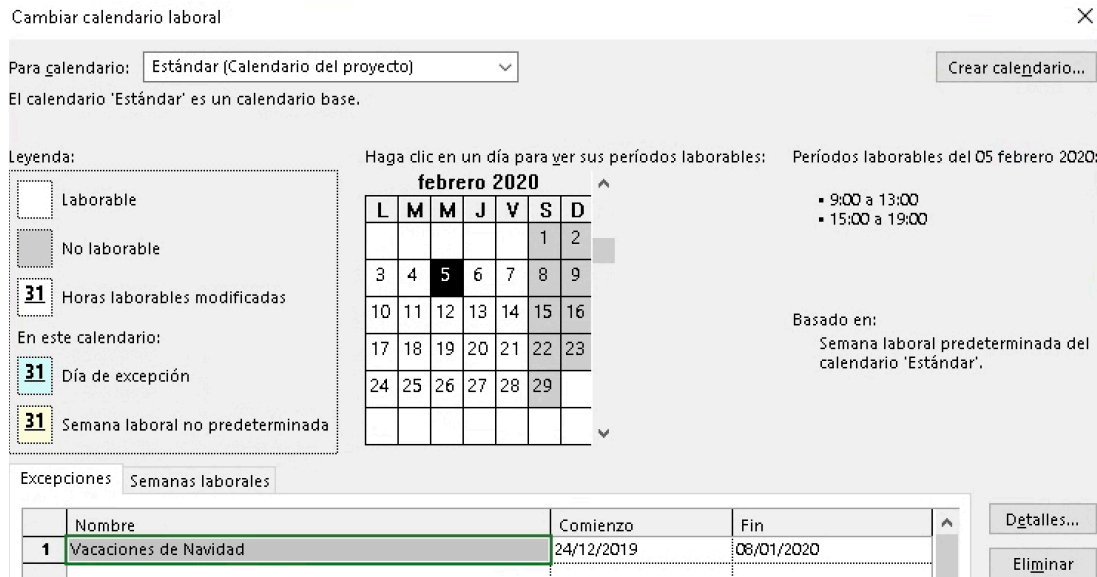 Cambiar calendario laboral
Para calendario: Estándar (Calendario del proyecto)
Crear calendario...
El calendario 'Estándar' es un calendario base.
Leyenda:
Laborable
No laborable
31 Horas laborables modificadas
En este calendario:
31 Día de excepción
31 Semana laboral no predeterminada
Haga clic en un día para ver sus períodos laborables:
febrero 2020
L M M J V S D
1 2
3 4 5 6 7 8 9
10 11 12 13 14 15 16
17 18 19 20 21 22 23
24 25 26 27 28 29
Períodos laborables del 05 febrero 2020:
▪ 9:00 a 13:00
▪ 15:00 a 19:00
Basado en:
Semana laboral predeterminada del
calendario 'Estándar'.
Excepciones Semanas laborales
Nombre Comienzo Fin
1 Vacaciones de Navidad 24/12/2019 08/01/2020
Detalles...
Eliminar